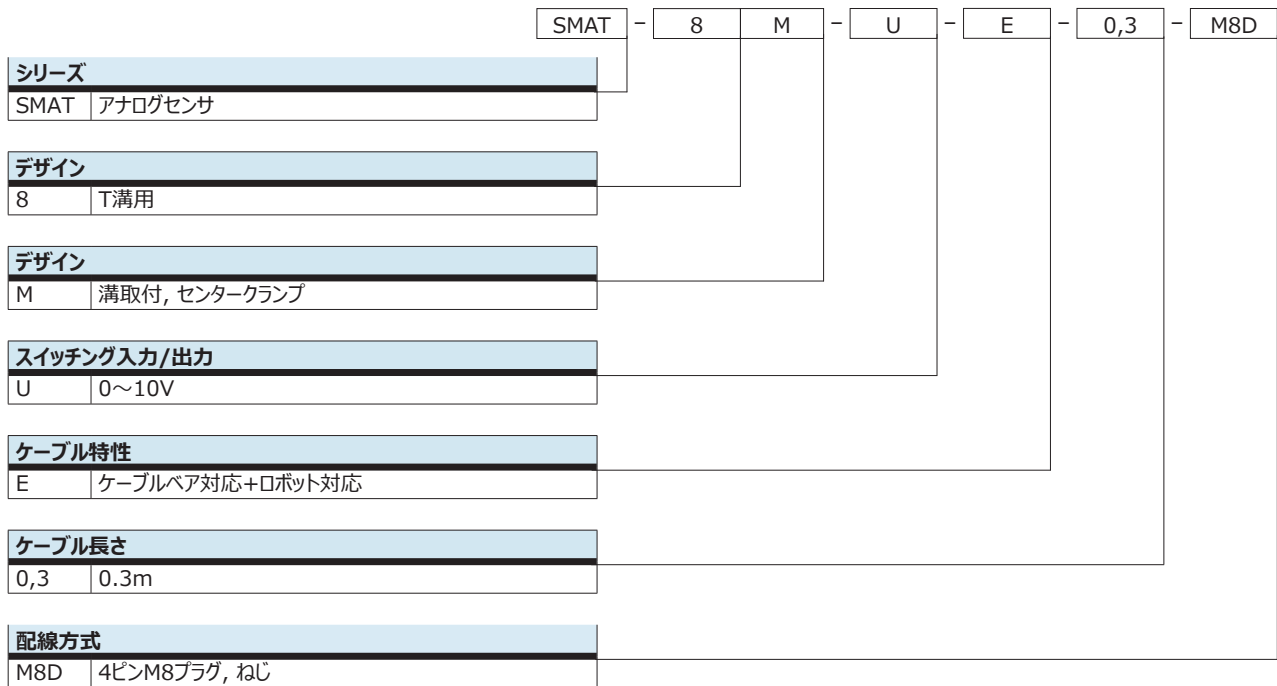 SMAT - 8 M - U - E - 0,3 - M8D
シリーズ
SMAT アナログセンサ
デザイン
8 T溝用
デザイン
M 溝取付, センタークランプ
スイッチング入力/出力
U 0～10V
ケーブル特性
E ケーブルベア対応+ロボット対応
ケーブル長さ
0,3 0.3m
配線方式
M8D 4ピンM8プラグ, ねじ